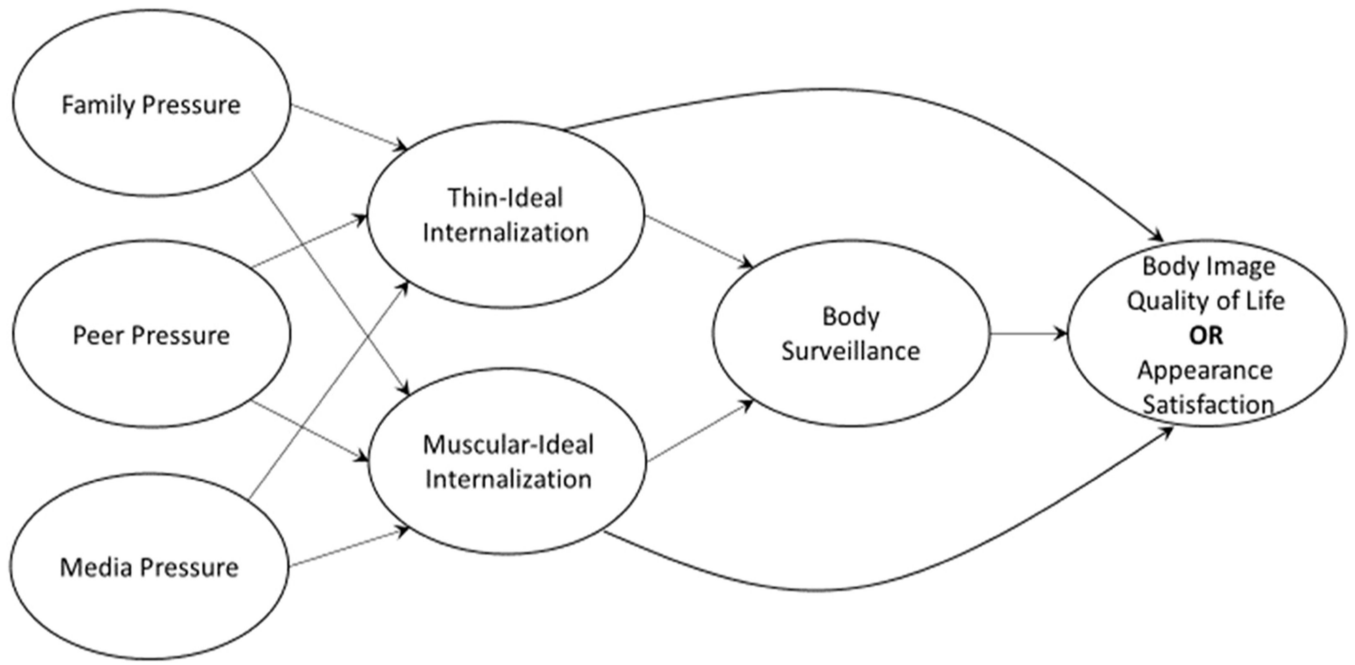 Family Pressure
Thin-Ideal
Internalization
Peer Pressure
Muscular-Ideal
Internalization
Media Pressure
Body
Surveillance
Body Image
Quality of Life
OR
Appearance
Satisfaction